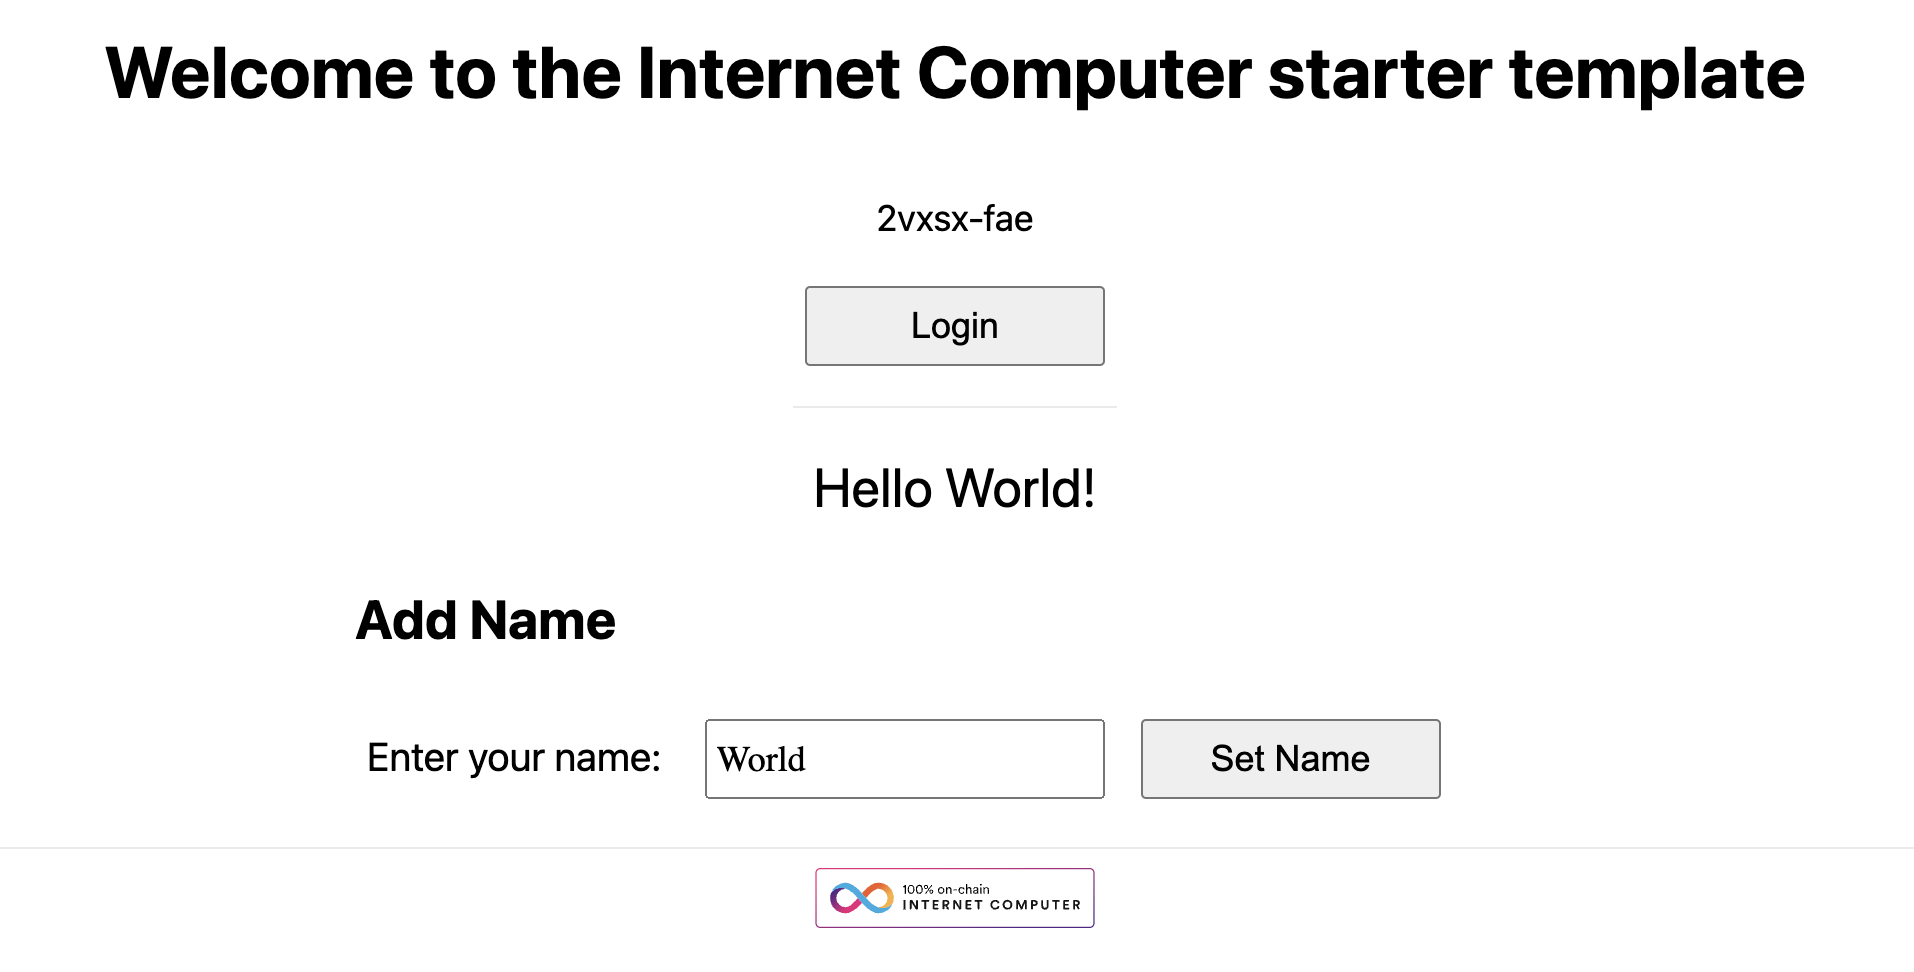 Welcome to the Internet Computer starter template
2vxsx-fae
Login
Hello World!
Add Name
Enter your name: World Set Name
100% on-chain
INTERNET COMPUTER